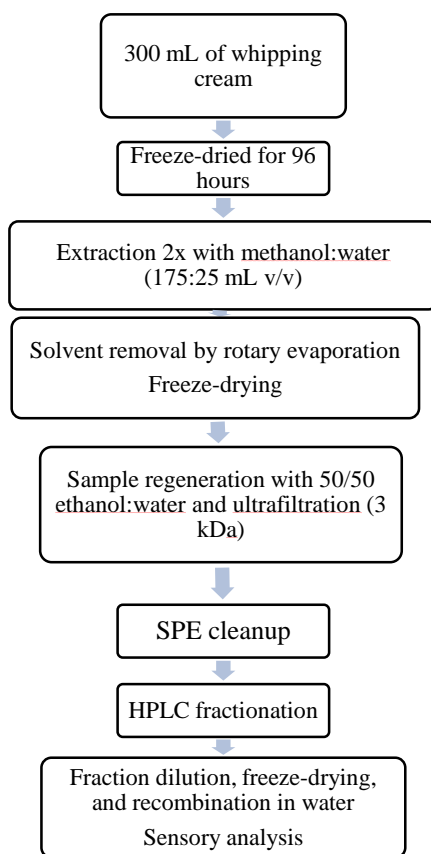 300 mL of whipping
cream
Freeze-dried for 96
hours
Extraction 2x with methanol:water
(175:25 mL v/v)
Solvent removal by rotary evaporation
Freeze-drying
Sample regeneration with 50/50
ethanol:water and ultrafiltration (3
kDa)
SPE cleanup
HPLC fractionation
Fraction dilution, freeze-drying,
and recombination in water
Sensory analysis